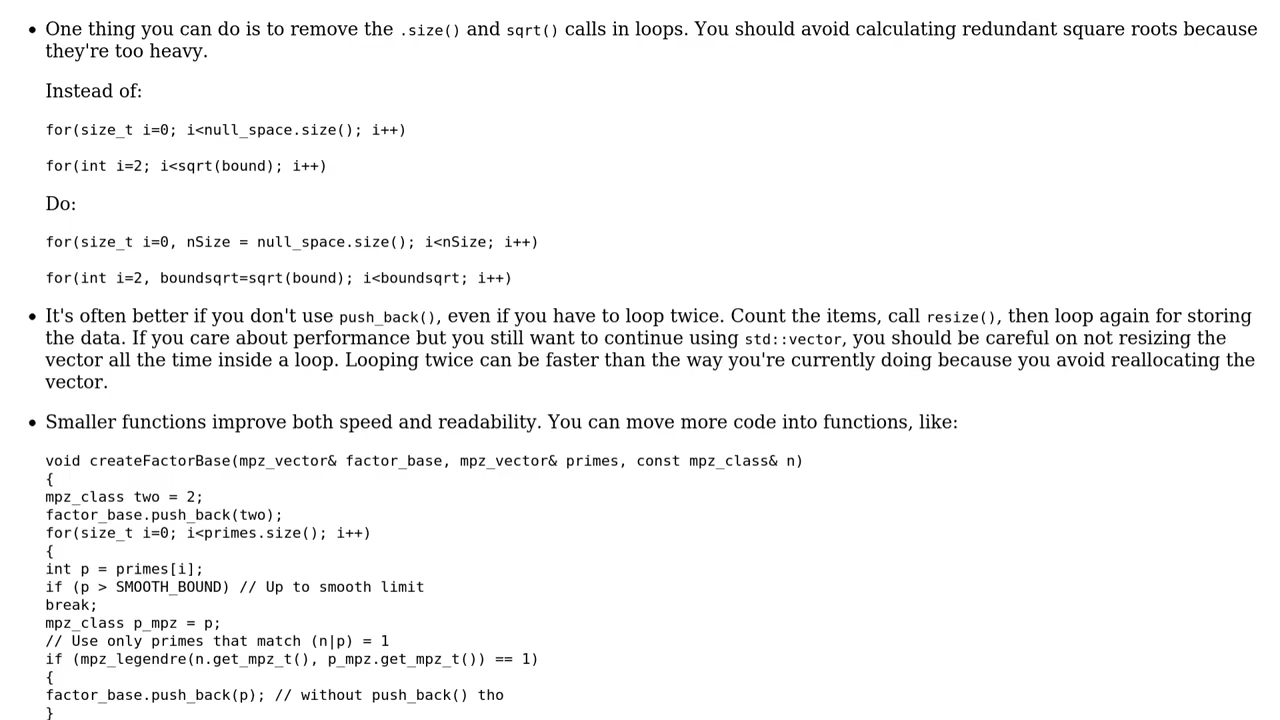 • One thing you can do is to remove the .size() and sqrt() calls in loops. You should avoid calculating redundant square roots because
they're too heavy.
Instead of:
for(size_t i=0; i<null_space.size(); i++)
for(int i=2; i<sqrt(bound); i++)
Do:
for(size_t i=0, nSize = null_space.size(); i<nSize; i++)
for(int i=2, boundsqrt=sqrt(bound); i<boundsqrt; i++)
• It's often better if you don't use push_back(), even if you have to loop twice. Count the items, call resize(), then loop again for storing
the data. If you care about performance but you still want to continue using std::vector, you should be careful on not resizing the
vector all the time inside a loop. Looping twice can be faster than the way you're currently doing because you avoid reallocating the
vector.
• Smaller functions improve both speed and readability. You can move more code into functions, like:
void createFactorBase(mpz_vector& factor_base, mpz_vector& primes, const mpz_class& n)
{
mpz_class two = 2;
factor_base.push_back(two);
for(size_t i=0; i<primes.size(); i++)
{
int p = primes[i];
if (p > SMOOTH_BOUND) // Up to smooth limit
break;
mpz_class p_mpz = p;
// Use only primes that match (n|p) = 1
if (mpz_legendre(n.get_mpz_t(), p_mpz.get_mpz_t()) == 1)
{
factor_base.push_back(p); // without push_back() tho
}